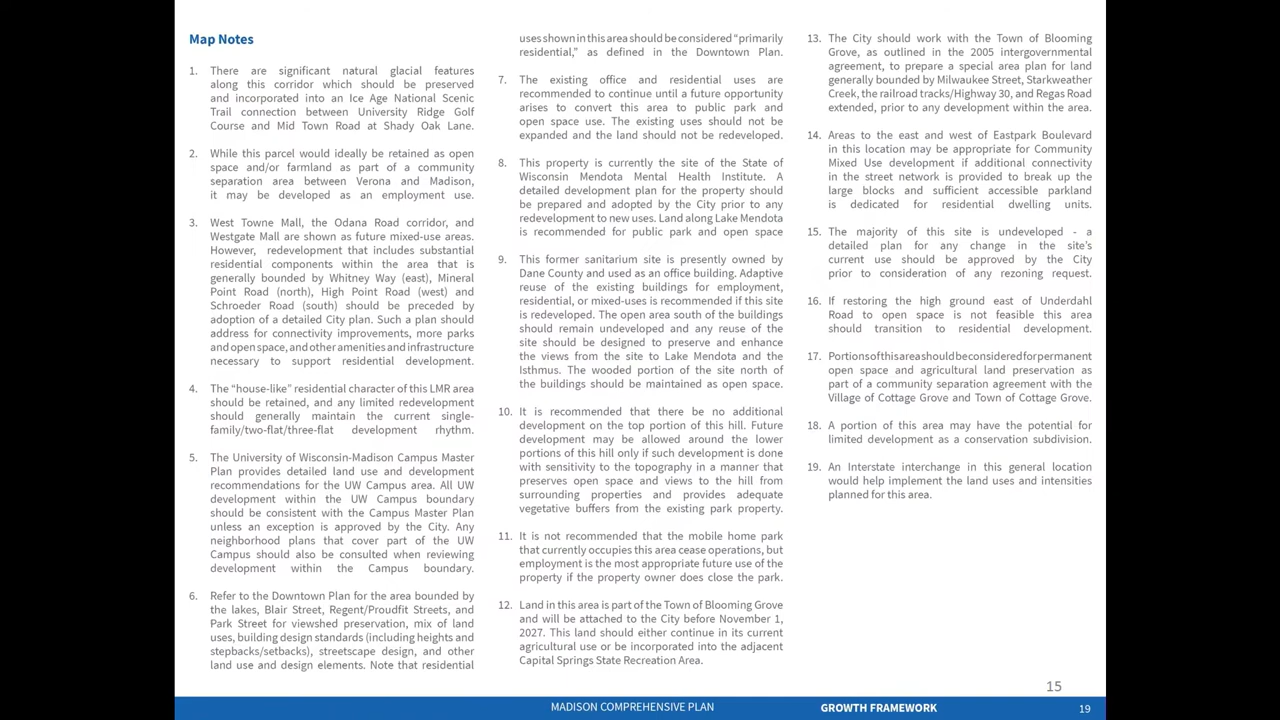 Map Notes
1. There are significant natural glacial features
along this corridor which should be preserved
and incorporated into an Ice Age National Scenic
Trail connection between University Ridge Golf
Course and Mid Town Road at Shady Oak Lane.
2. While this parcel would ideally be retained as open
space and/or farmland as part of a community
separation area between Verona and Madison,
it may be developed as an employment use.
3. West Towne Mall, the Odana Road corridor, and
Westgate Mall are shown as future mixed-use areas.
However, redevelopment that includes substantial
residential components within the area that is
generally bounded by Whitney Way (east), Mineral
Point Road (north), High Point Road (west) and
Schroeder Road (south) should be preceded by
adoption of a detailed City plan. Such a plan should
address for connectivity improvements, more parks
and open space, and other amenities and infrastructure
necessary to support residential development.
4. The “house-like” residential character of this LMR area
should be retained, and any limited redevelopment
should generally maintain the current single-
family/two-flat/three-flat development rhythm.
5. The University of Wisconsin-Madison Campus Master
Plan provides detailed land use and development
recommendations for the UW Campus area. All UW
development within the UW Campus boundary
should be consistent with the Campus Master Plan
unless an exception is approved by the City. Any
neighborhood plans that cover part of the UW
Campus should also be consulted when reviewing
development within the Campus boundary.
6. Refer to the Downtown Plan for the area bounded by
the lakes, Blair Street, Regent/Proudfit Streets, and
Park Street for viewshed preservation, mix of land
uses, building design standards (including heights and
stepbacks/setbacks), streetscape design, and other
land use and design elements. Note that residential
uses shown in this area should be considered “primarily
residential,” as defined in the Downtown Plan.
7. The existing office and residential uses are
recommended to continue until a future opportunity
arises to convert this area to public park and
open space use. The existing uses should not be
expanded and the land should not be redeveloped.
8. This property is currently the site of the State of
Wisconsin Mendota Mental Health Institute. A
detailed development plan for the property should
be prepared and adopted by the City prior to any
redevelopment to new uses. Land along Lake Mendota
is recommended for public park and open space
9. This former sanitarium site is presently owned by
Dane County and used as an office building. Adaptive
reuse of the existing buildings for employment,
residential, or mixed-uses is recommended if this site
is redeveloped. The open area south of the buildings
should remain undeveloped and any reuse of the
site should be designed to preserve and enhance
the views from the site to Lake Mendota and the
Isthmus. The wooded portion of the site north of
the buildings should be maintained as open space.
10. It is recommended that there be no additional
development on the top portion of this hill. Future
development may be allowed around the lower
portions of this hill only if such development is done
with sensitivity to the topography in a manner that
preserves open space and views to the hill from
surrounding properties and provides adequate
vegetative buffers from the existing park property.
11. It is not recommended that the mobile home park
that currently occupies this area cease operations, but
employment is the most appropriate future use of the
property if the property owner does close the park.
12. Land in this area is part of the Town of Blooming Grove
and will be attached to the City before November 1,
2027. This land should either continue in its current
agricultural use or be incorporated into the adjacent
Capital Springs State Recreation Area.
13. The City should work with the Town of Blooming
Grove, as outlined in the 2005 intergovernmental
agreement, to prepare a special area plan for land
generally bounded by Milwaukee Street, Starkweather
Creek, the railroad tracks/Highway 30, and Regas Road
extended, prior to any development within the area.
14. Areas to the east and west of Eastpark Boulevard
in this location may be appropriate for Community
Mixed Use development if additional connectivity
in the street network is provided to break up the
large blocks and sufficient accessible parkland
is dedicated for residential dwelling units.
15. The majority of this site is undeveloped - a
detailed plan for any change in the site’s
current use should be approved by the City
prior to consideration of any rezoning request.
16. If restoring the high ground east of Underdahl
Road to open space is not feasible this area
should transition to residential development.
17. Portions of this area should be considered for permanent
open space and agricultural land preservation as
part of a community separation agreement with the
Village of Cottage Grove and Town of Cottage Grove.
18. A portion of this area may have the potential for
limited development as a conservation subdivision.
19. An Interstate interchange in this general location
would help implement the land uses and intensities
planned for this area.
15
MADISON COMPREHENSIVE PLAN GROWTH FRAMEWORK 19